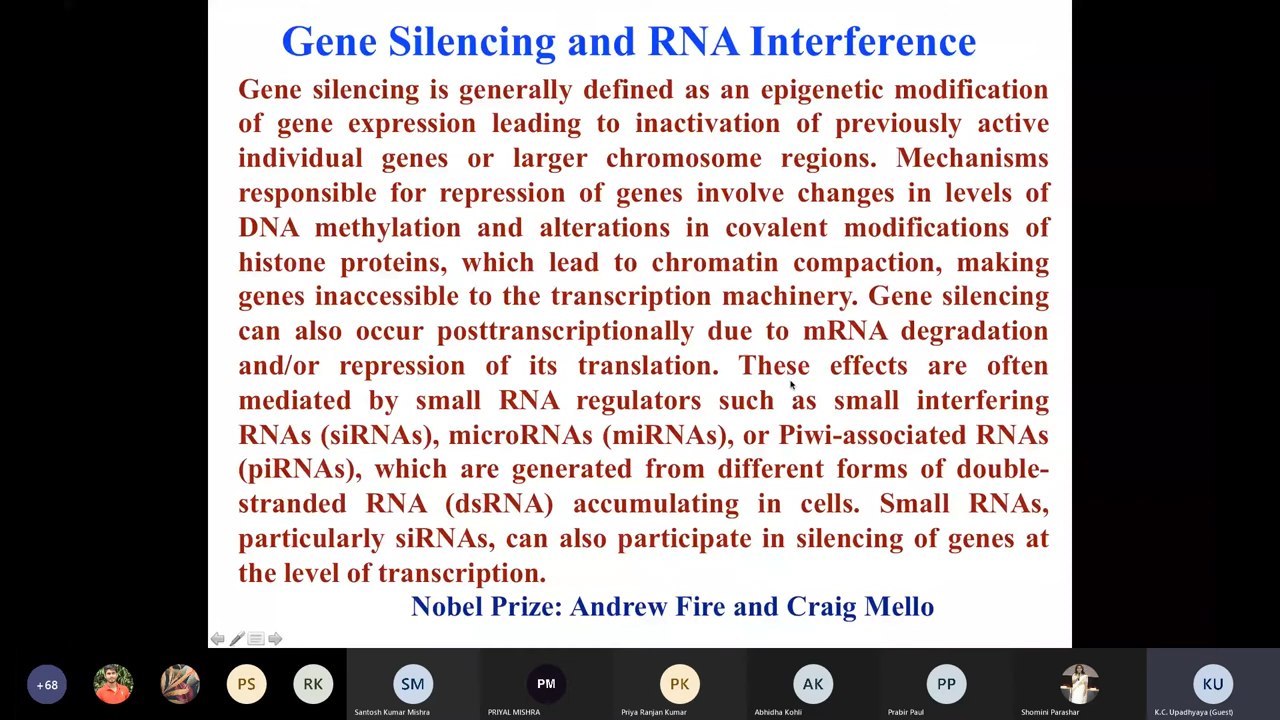 Gene Silencing and RNA Interference
Gene silencing is generally defined as an epigenetic modification
of gene expression leading to inactivation of previously active
individual genes or larger chromosome regions. Mechanisms
responsible for repression of genes involve changes in levels of
DNA methylation and alterations in covalent modifications of
histone proteins, which lead to chromatin compaction, making
genes inaccessible to the transcription machinery. Gene silencing
can also occur posttranscriptionally due to mRNA degradation
and/or repression of its translation. These effects are often
mediated by small RNA regulators such as small interfering
RNAs (siRNAs), microRNAs (miRNAs), or Piwi-associated RNAs
(piRNAs), which are generated from different forms of double-
stranded RNA (dsRNA) accumulating in cells. Small RNAs,
particularly siRNAs, can also participate in silencing of genes at
the level of transcription.
Nobel Prize: Andrew Fire and Craig Mello
+68 PS RK SM PM PK AK PP KU
Santosh Kumar Mishra PRIYAL MISHRA Priya Ranjan Kumar Abhidha Kohli Prabir Paul Shomini Parashar K.C. Upadhyaya (Guest)